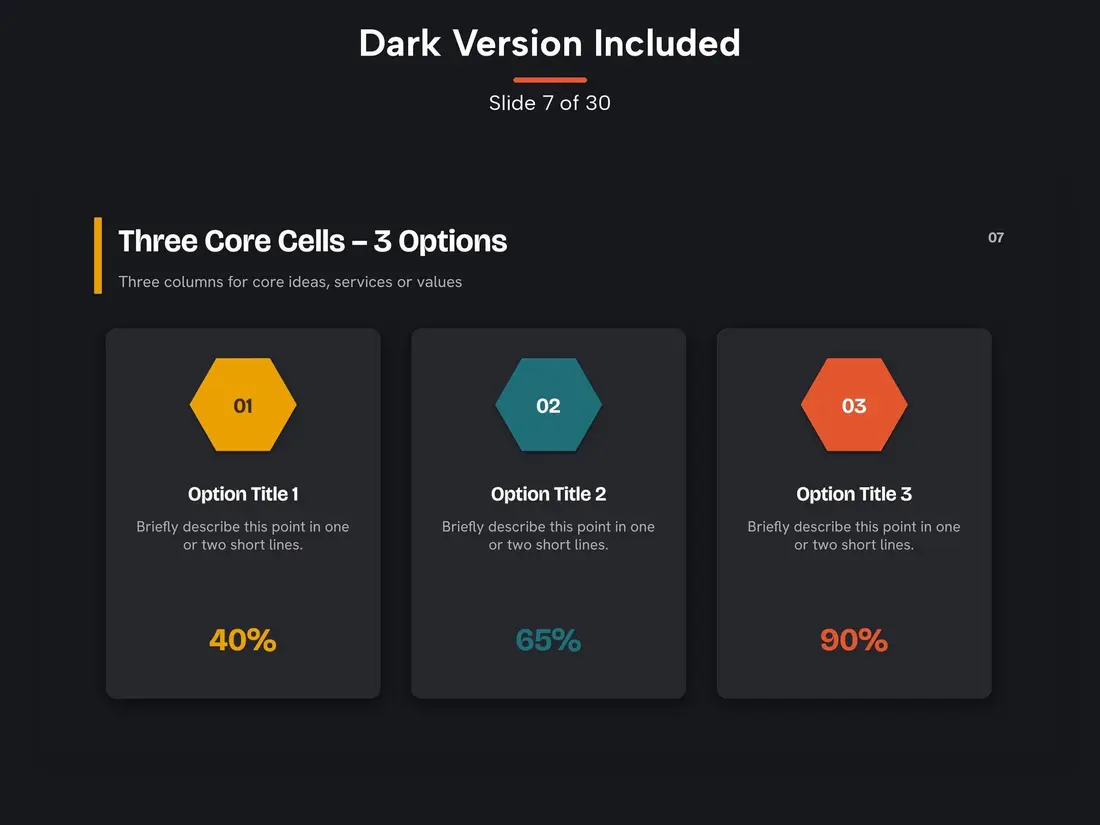 Dark Version Included
Slide 7 of 30
Three Core Cells – 3 Options
07
Three columns for core ideas, services or values
01
Option Title 1
Briefly describe this point in one
or two short lines.
40%
02
Option Title 2
Briefly describe this point in one
or two short lines.
65%
03
Option Title 3
Briefly describe this point in one
or two short lines.
90%